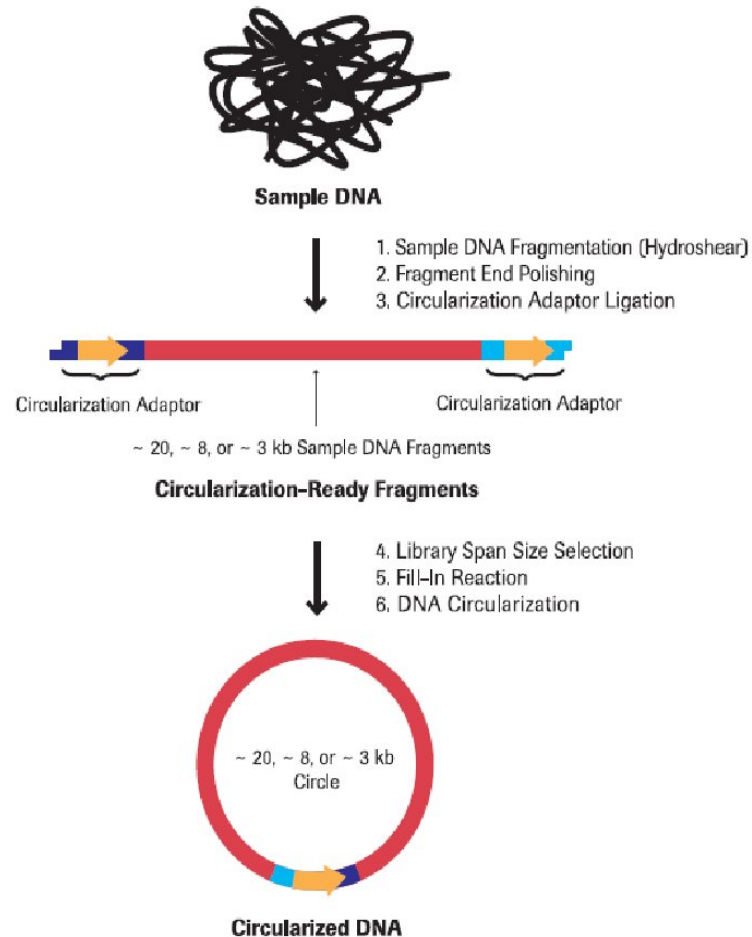 Sample DNA
1. Sample DNA Fragmentation (Hydroshear)
2. Fragment End Polishing
3. Circularization Adaptor Ligation
Circularization Adaptor
Circularization Adaptor
~ 20, ~ 8, or ~ 3 kb Sample DNA Fragments
Circularization-Ready Fragments
4. Library Span Size Selection
5. Fill-In Reaction
6. DNA Circularization
~ 20, ~ 8, or ~ 3 kb
Circle
Circularized DNA